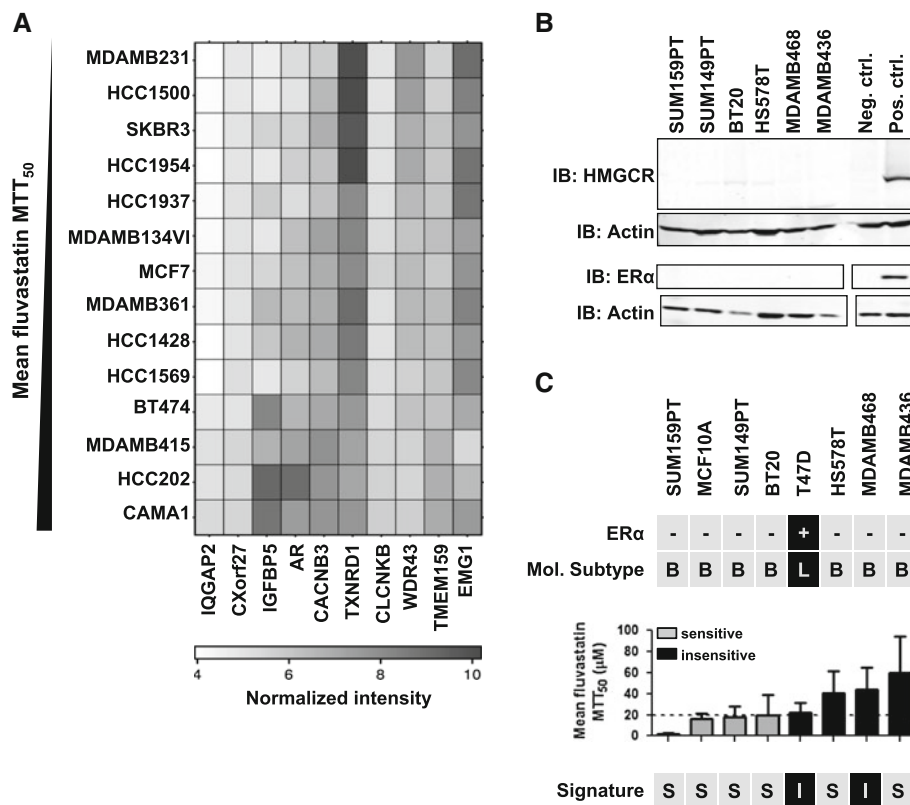 A
Mean fluvastatin MTT50
MDAMB231
HCC1500
SKBR3
HCC1954
HCC1937
MDAMB134VI
MCF7
MDAMB361
HCC1428
HCC1569
BT474
MDAMB415
HCC202
CAMA1
IQGAP2
CXorf27
IGFBP5
AR
CACNB3
TXNRD1
CLCNKB
WDR43
TMEM159
EMG1
4 6 8 10
Normalized intensity
B
SUM159PT
SUM149PT
BT20
HS578T
MDAMB468
MDAMB436
Neg. ctrl.
Pos. ctrl.
IB: HMGCR
IB: Actin
IB: ERα
IB: Actin
C
SUM159PT
MCF10A
SUM149PT
BT20
T47D
HS578T
MDAMB468
MDAMB436
ERα - - - - + - - -
Mol. Subtype B B B B L B B B
Mean fluvastatin
MTT50 (µM)
100
80
60
40
20
0
sensitive
insensitive
Signature S S S S I S I S